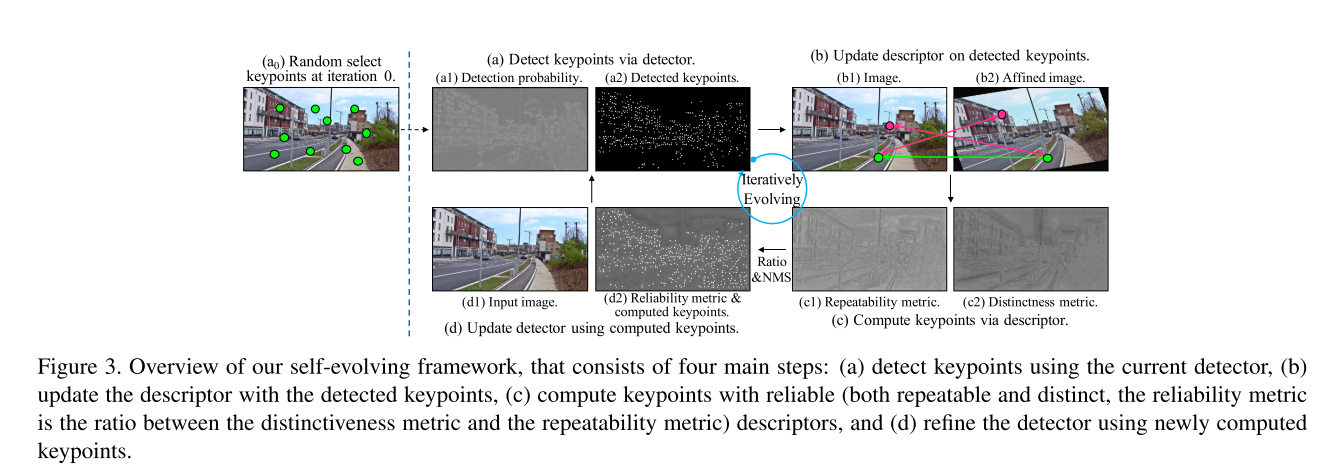 (a0) Random select
keypoints at iteration 0.
(a) Detect keypoints via detector.
(a1) Detection probability.
(a2) Detected keypoints.
(b) Update descriptor on detected keypoints.
(b1) Image.
(b2) Affined image.
Iteratively
Evolving
Ratio
&NMS
(d1) Input image.
(d2) Reliability metric &
computed keypoints.
(d) Update detector using computed keypoints.
(c1) Repeatability metric.
(c2) Distinctness metric.
(c) Compute keypoints via descriptor.
Figure 3. Overview of our self-evolving framework, that consists of four main steps: (a) detect keypoints using the current detector, (b)
update the descriptor with the detected keypoints, (c) compute keypoints with reliable (both repeatable and distinct, the reliability metric
is the ratio between the distinctiveness metric and the repeatability metric) descriptors, and (d) refine the detector using newly computed
keypoints.